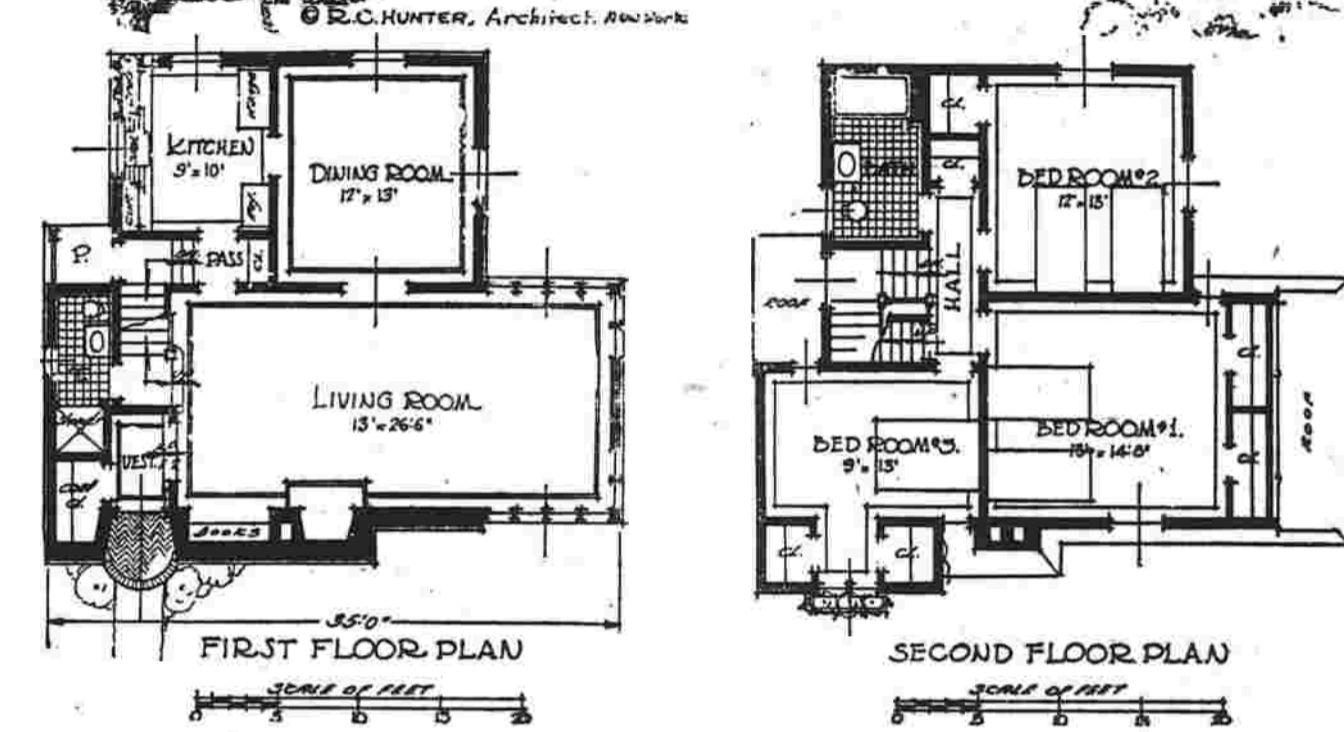 © R.C. HUNTER, Architect. New York
KITCHEN
9' x 10'
DINING ROOM
12' x 13'
P.
PASS
CL.
LIVING ROOM
13' x 26'6"
VEST.
COAT
CL.
BOOKS
35'0"
FIRST FLOOR PLAN
SCALE OF FEET
0 5 10 15 20
CL.
BATH
CL.
BED ROOM #2
12' x 13'
ROOF
HALL
CL.
BED ROOM #3.
9' x 13'
BED ROOM #1.
ROOF
CL.
CL.
SECOND FLOOR PLAN
SCALE OF FEET
0 5 10 15 20